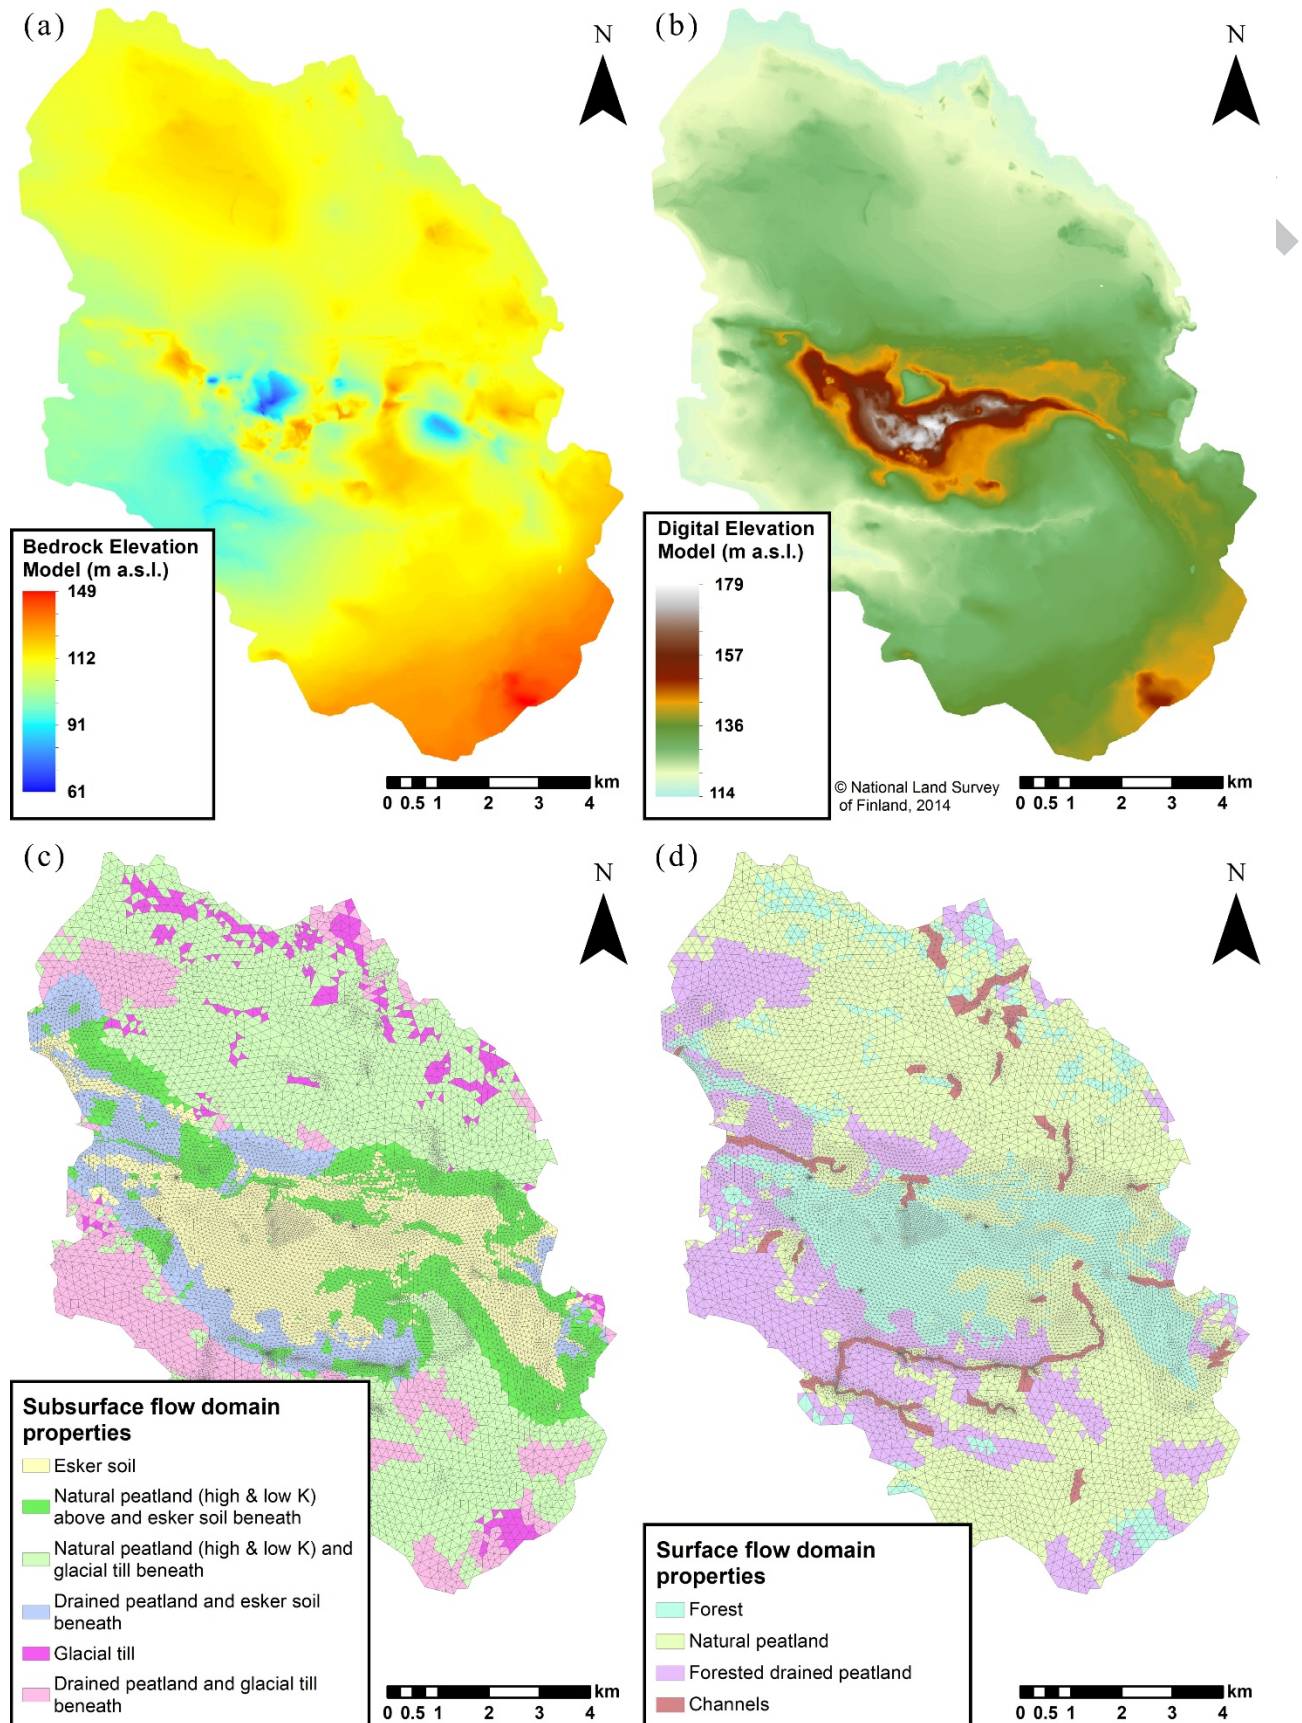 (a)
N
Bedrock Elevation
Model (m a.s.l.)
149
112
91
61
km
0 0.5 1 2 3 4
(b)
N
Digital Elevation
Model (m a.s.l.)
179
157
136
114
© National Land Survey
of Finland, 2014
km
0 0.5 1 2 3 4
(c)
N
Subsurface flow domain
properties
Esker soil
Natural peatland (high & low K)
above and esker soil beneath
Natural peatland (high & low K) and
glacial till beneath
Drained peatland and esker soil
beneath
Glacial till
Drained peatland and glacial till
beneath
km
0 0.5 1 2 3 4
(d)
N
Surface flow domain
properties
Forest
Natural peatland
Forested drained peatland
Channels
km
0 0.5 1 2 3 4